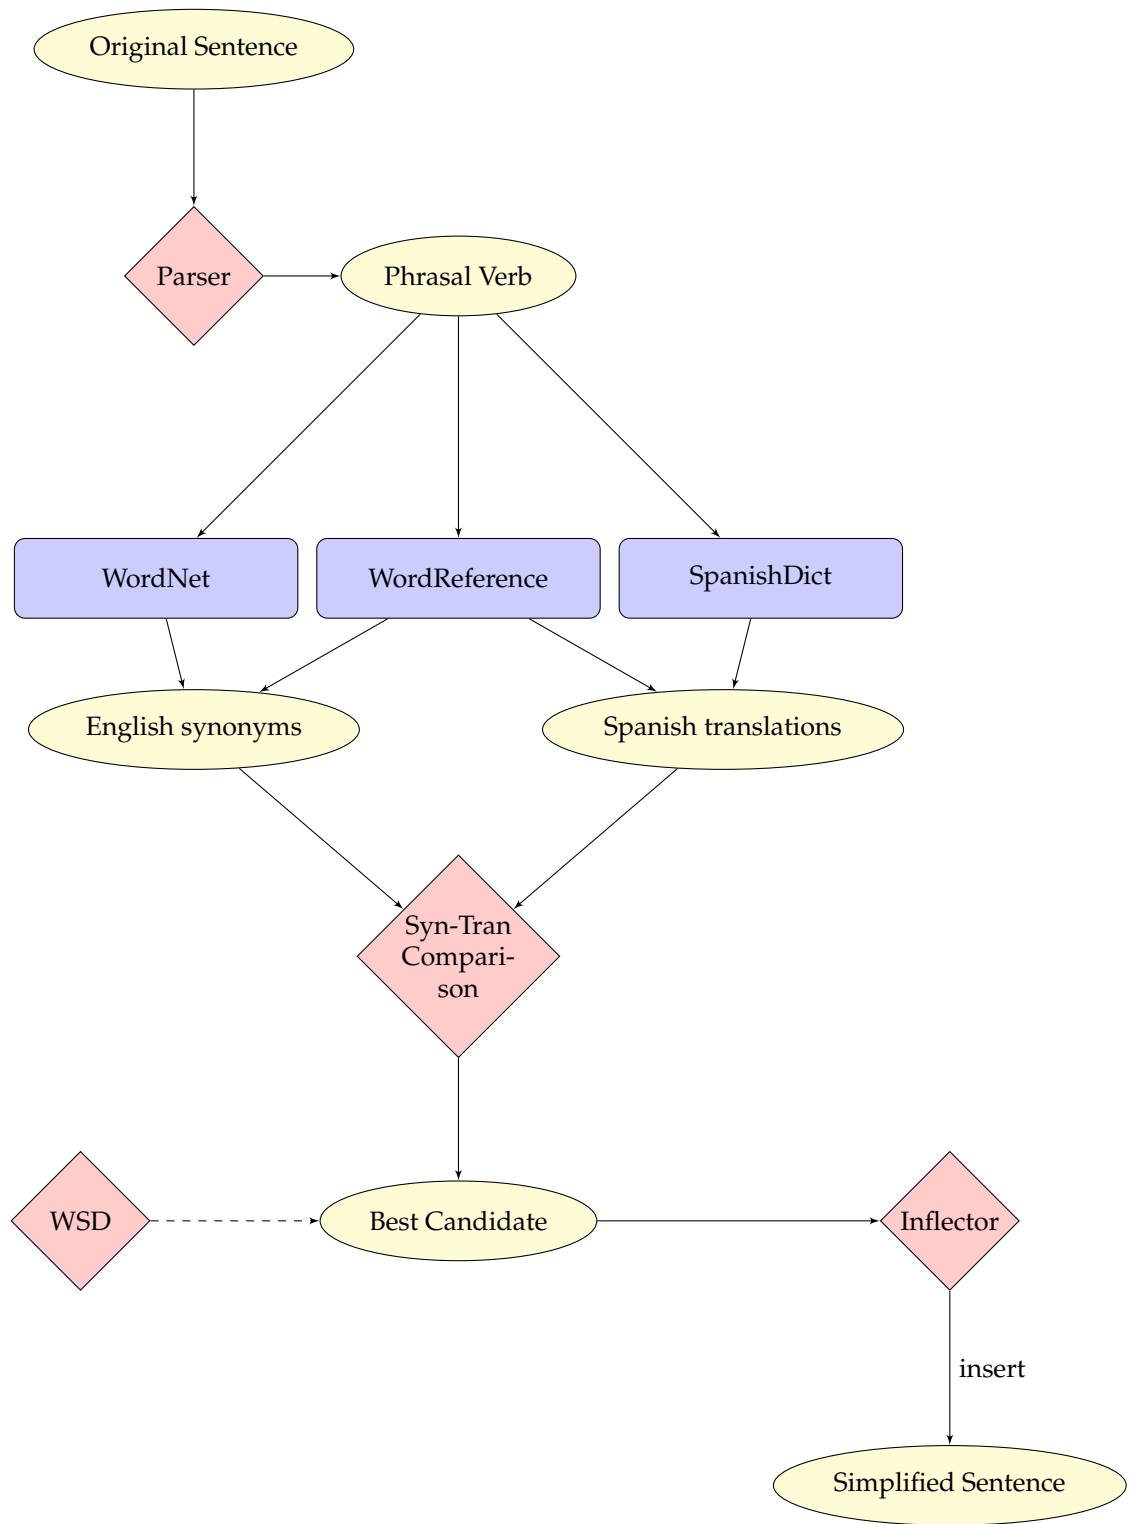 Original Sentence
Parser
Phrasal Verb
WordNet
WordReference
SpanishDict
English synonyms
Spanish translations
Syn-Tran
Compari-
son
WSD
Best Candidate
Inflector
insert
Simplified Sentence